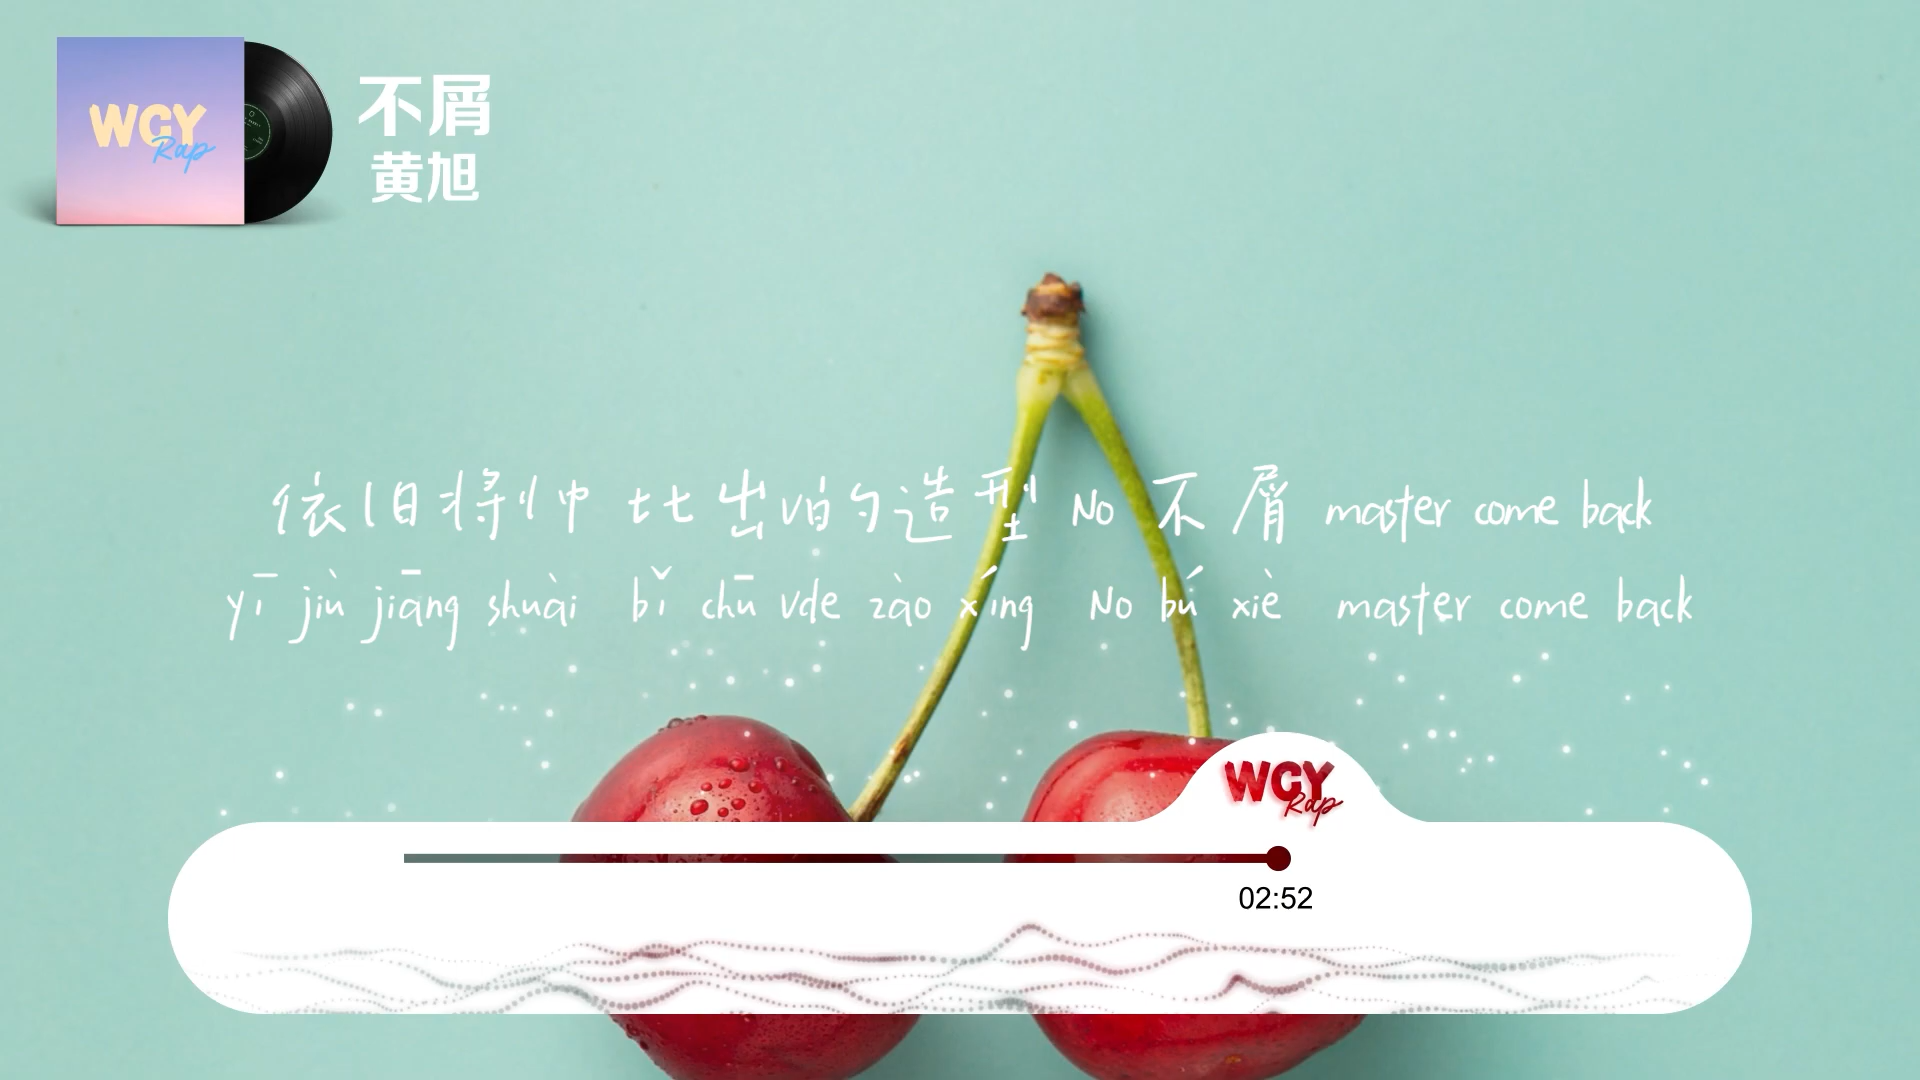 WCY
Rap
不屑
黄旭
依旧将帅 比出v的造型 No 不屑 master come back
yī jiù jiāng shuài bǐ chū vde zào xíng No bú xiè master come back
WCY
Rap
02:52